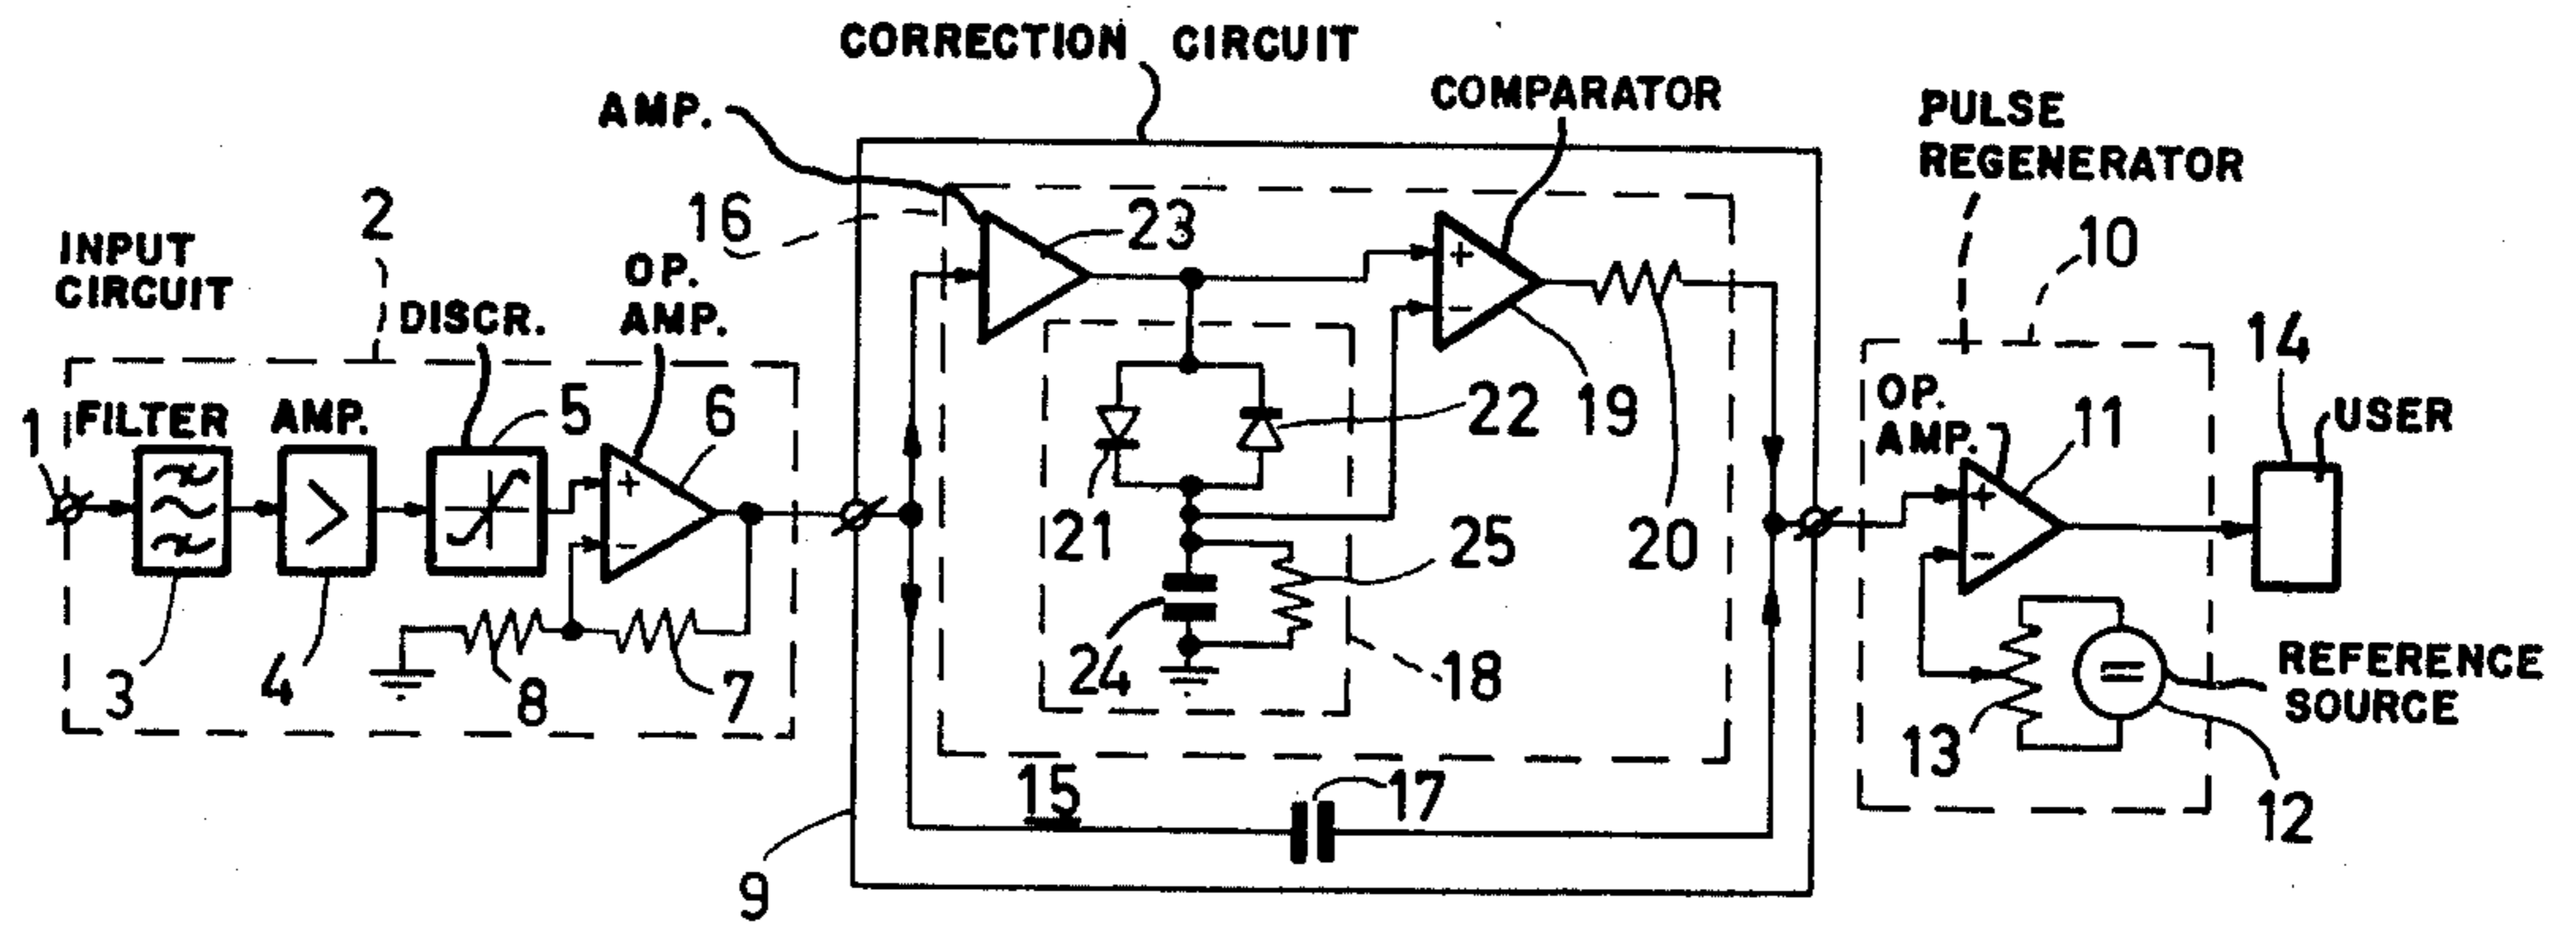 CORRECTION CIRCUIT
AMP.
COMPARATOR
PULSE
REGENERATOR
2
16
23
10
INPUT
CIRCUIT
OP.
AMP.
DISCR.
+
−
14
22
19
OP.
AMP.
11
USER
1
FILTER
AMP.
5
6
+
−
21
25
20
+
−
3
4
8
7
24
18
13
REFERENCE
SOURCE
12
15
17
9